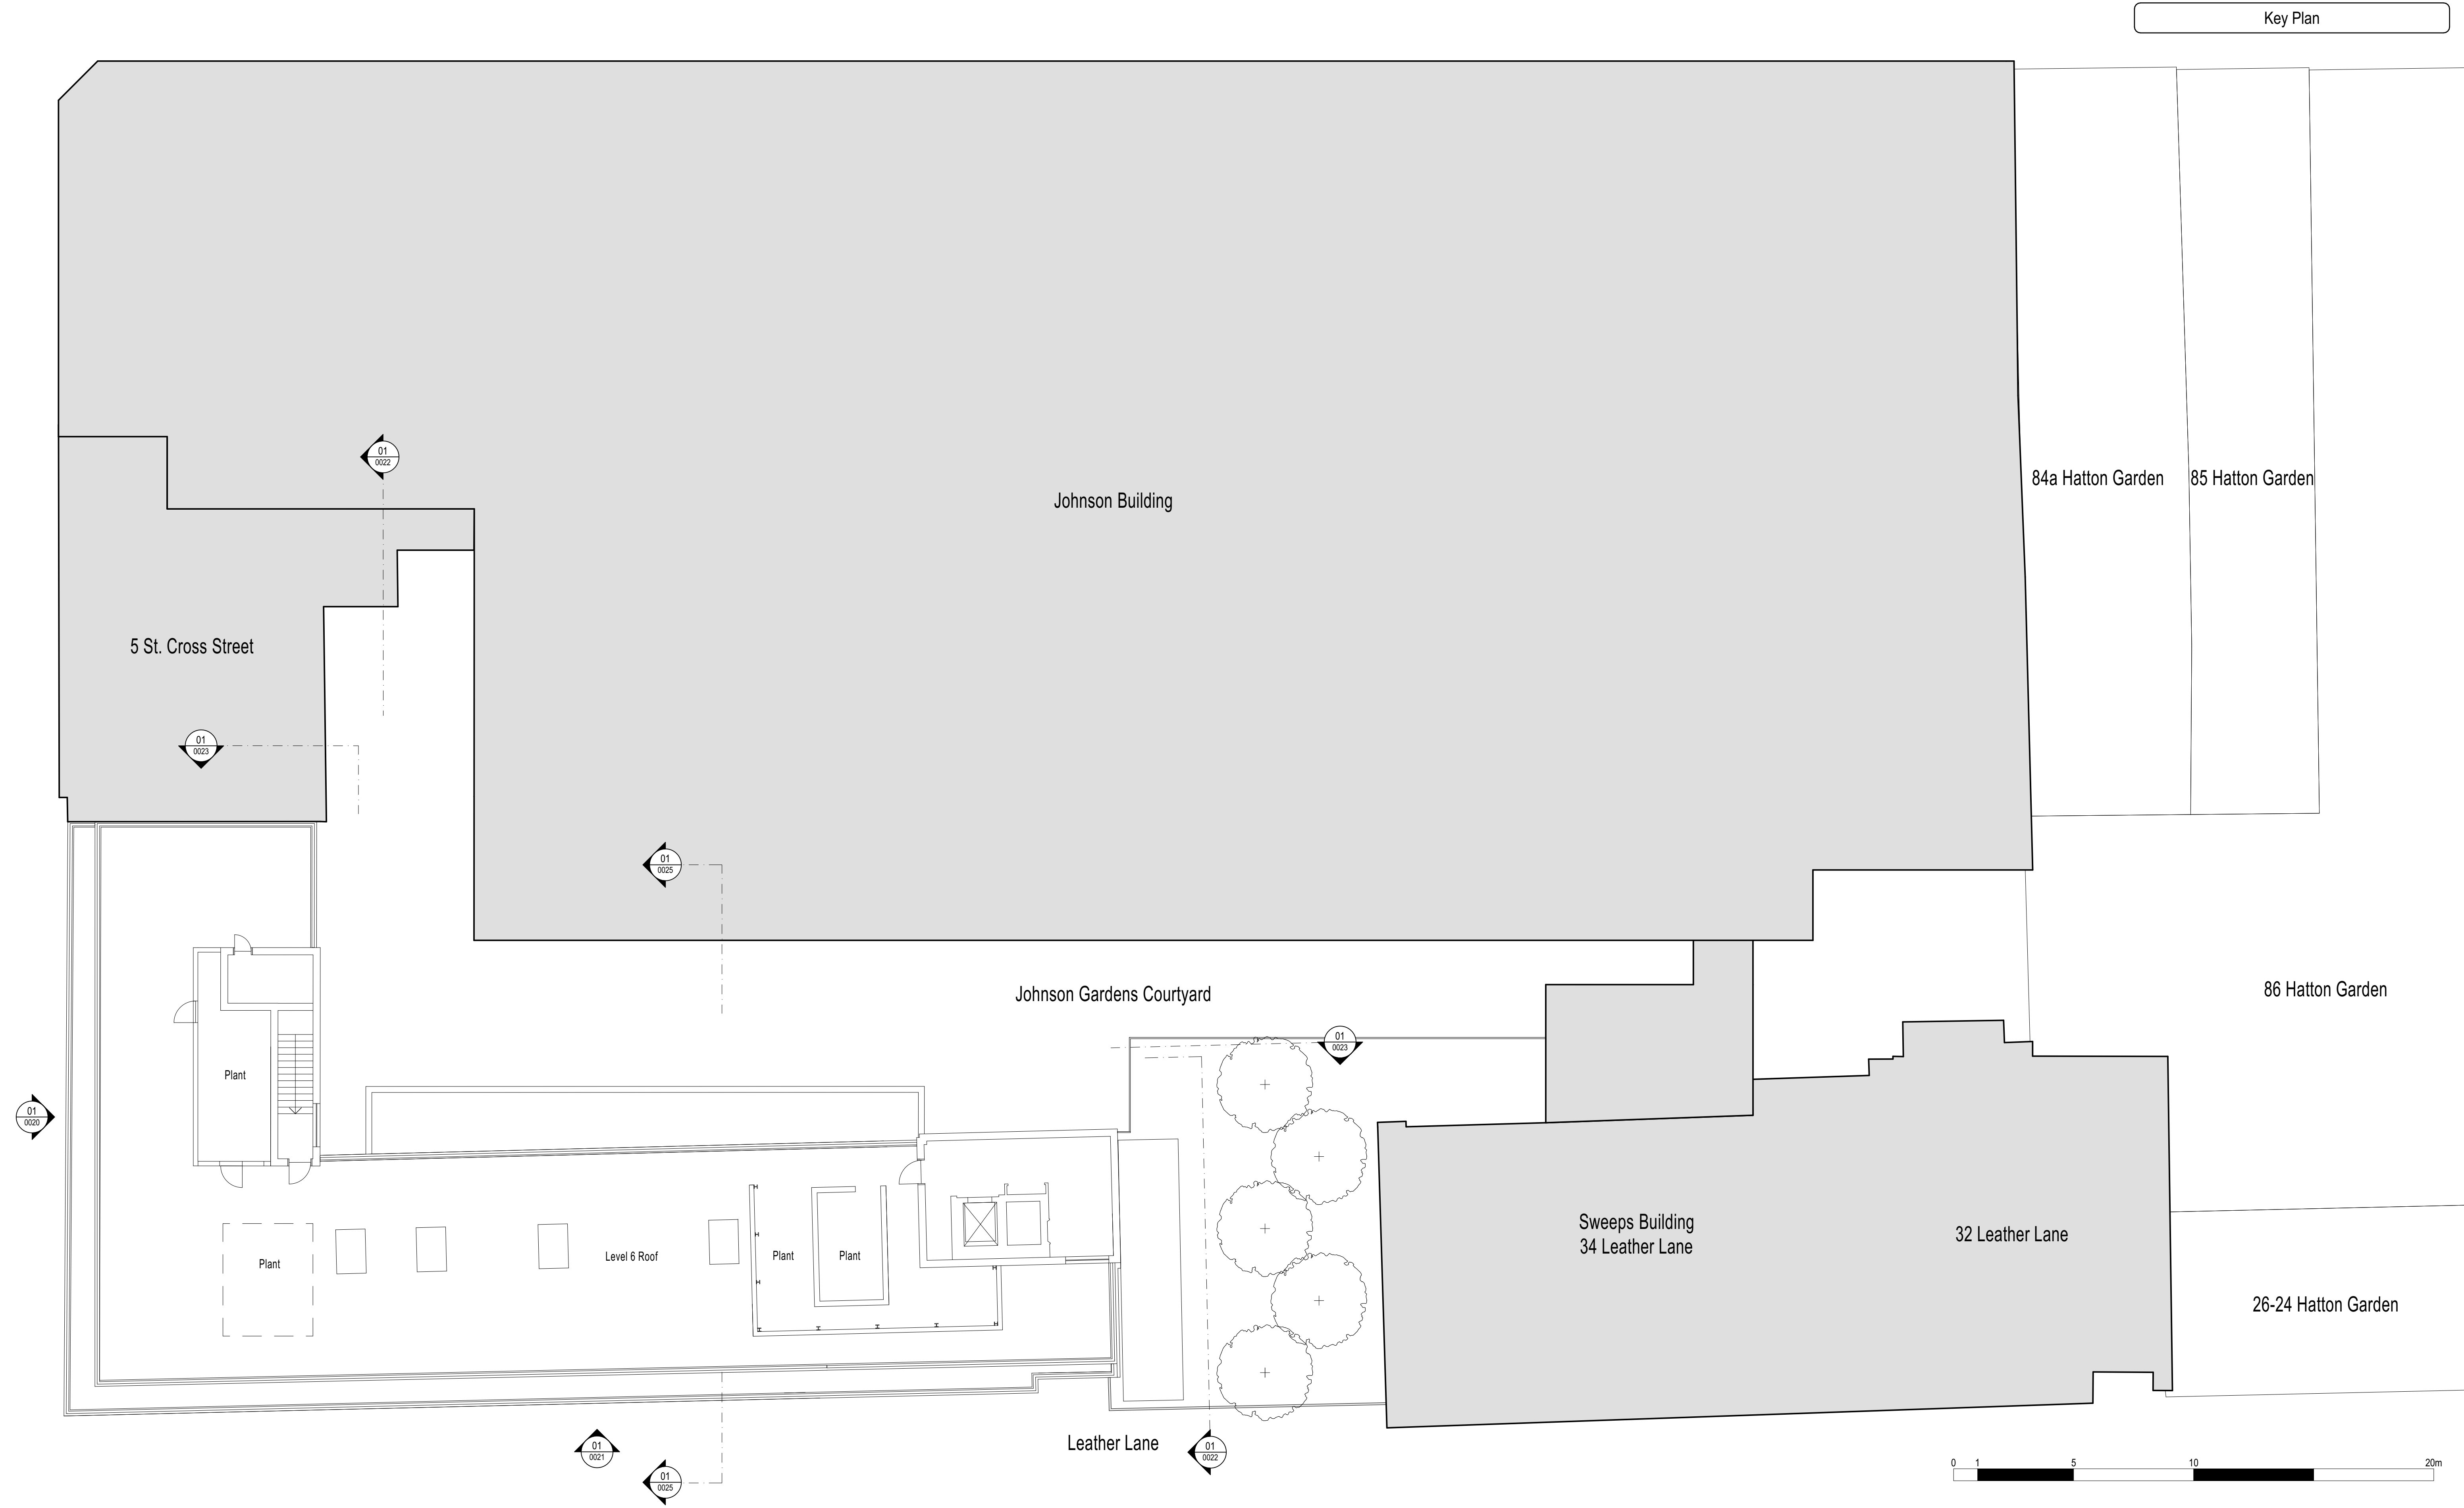 Key Plan
01
0022
84a Hatton Garden
85 Hatton Garden
Johnson Building
5 St. Cross Street
01
0023
01
0025
Johnson Gardens Courtyard
86 Hatton Garden
01
0023
Plant
01
0020
Sweeps Building
34 Leather Lane
32 Leather Lane
Plant
Level 6 Roof
Plant
Plant
26-24 Hatton Garden
Leather Lane
01
0021
01
0022
01
0025
0 1 5 10 20m